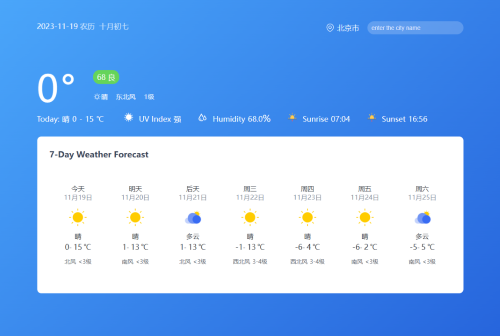 2023-11-19 农历 十月初七
北京市
enter the city name
0°
68 良
晴 东北风 1级
Today: 晴 0 - 15 ℃ UV Index 强 Humidity 68.0% Sunrise 07:04 Sunset 16:56
7-Day Weather Forecast
今天 明天 后天 周三 周四 周五 周六
11月19日 11月20日 11月21日 11月22日 11月23日 11月24日 11月25日
晴 晴 多云 晴 晴 晴 多云
0- 15 ℃ 1- 13 ℃ 1- 13 ℃ -1- 13 ℃ -6- 4 ℃ -6- 2 ℃ -5- 5 ℃
北风 <3级 南风 <3级 北风 <3级 西北风 3-4级 西北风 3-4级 南风 <3级 南风 <3级